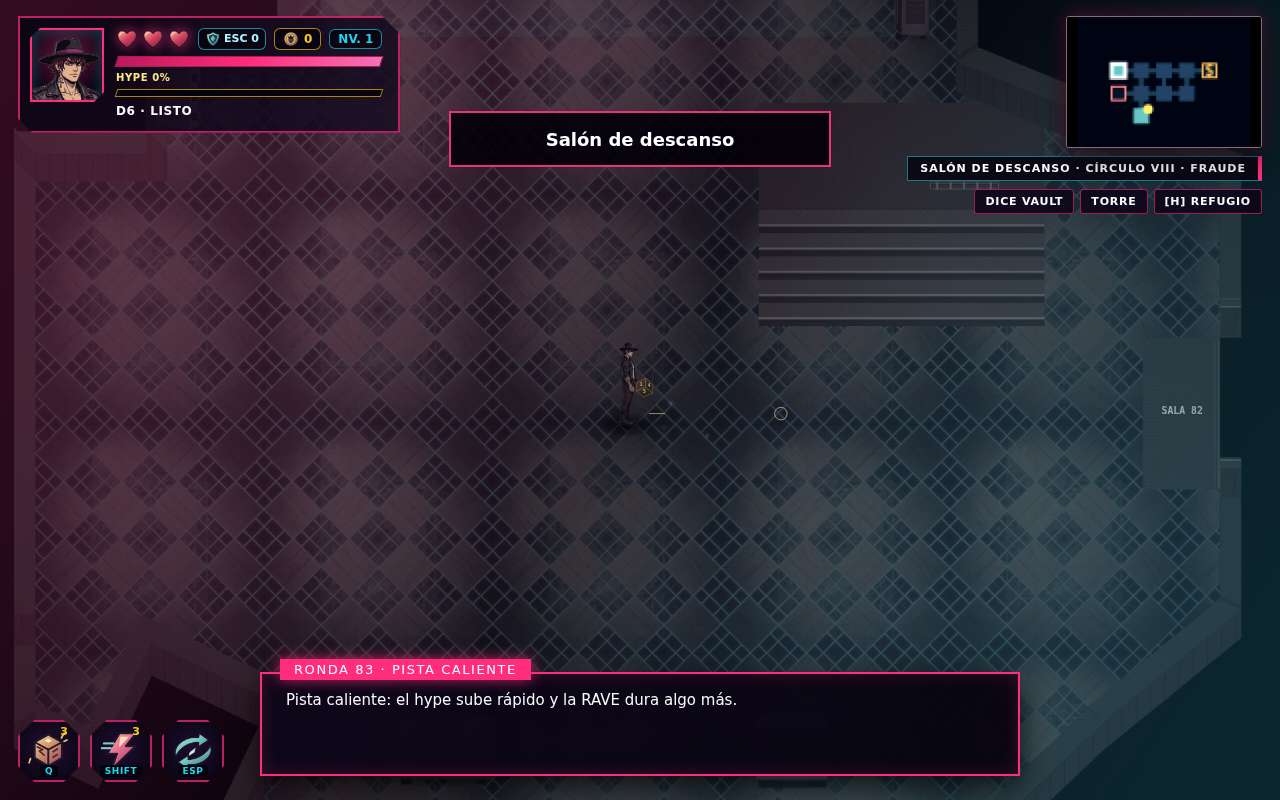 ESC 0
0
NV. 1
HYPE 0%
D6 · LISTO
Salón de descanso
$
SALÓN DE DESCANSO · CÍRCULO VIII · FRAUDE
DICE VAULT
TORRE
[H] REFUGIO
SALA 82
RONDA 83 · PISTA CALIENTE
Pista caliente: el hype sube rápido y la RAVE dura algo más.
3
Q
3
SHIFT
ESP